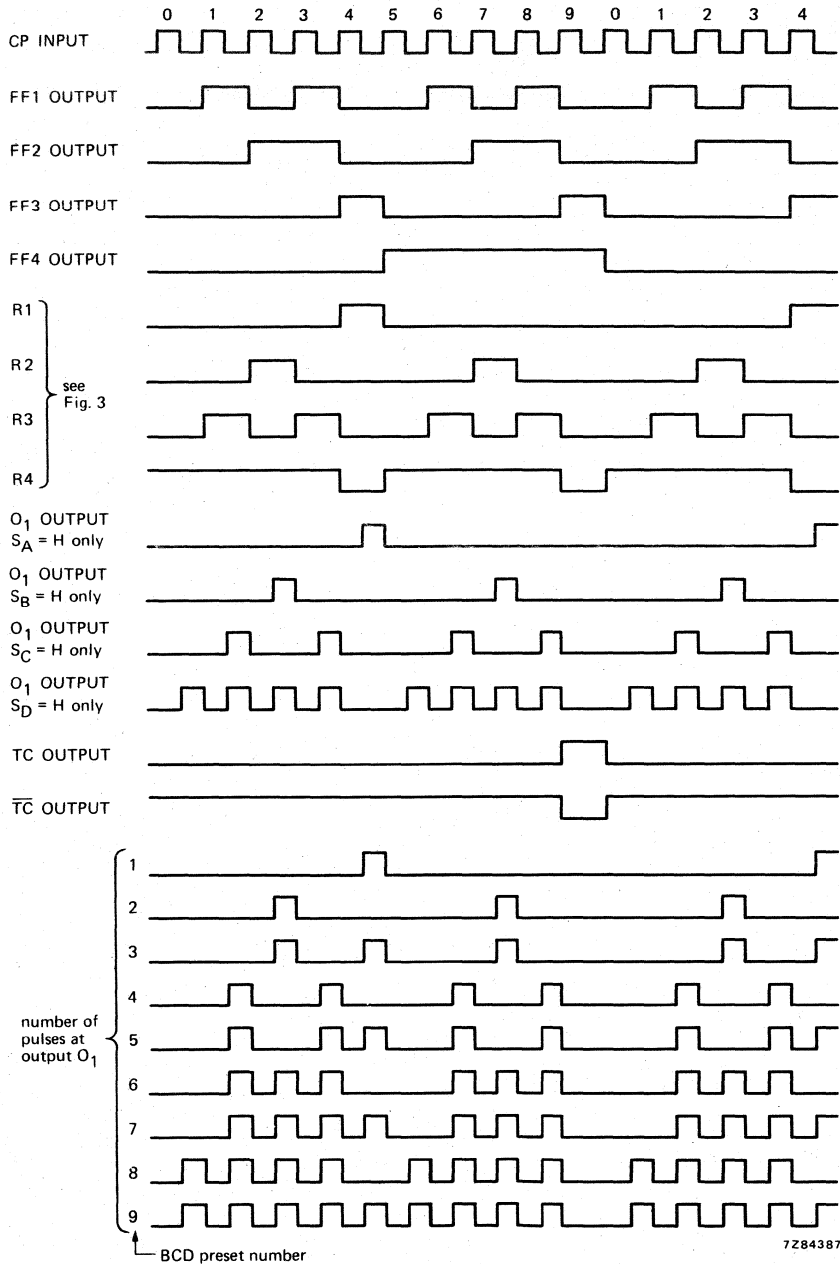 0 1 2 3 4 5 6 7 8 9 0 1 2 3 4
CP INPUT
FF1 OUTPUT
FF2 OUTPUT
FF3 OUTPUT
FF4 OUTPUT
R1
R2
see
Fig. 3
R3
R4
O1 OUTPUT
SA = H only
O1 OUTPUT
SB = H only
O1 OUTPUT
SC = H only
O1 OUTPUT
SD = H only
TC OUTPUT
T̅C̅ OUTPUT
1
2
3
4
number of
pulses at
output O1
5
6
7
8
9
7Z84387
BCD preset number